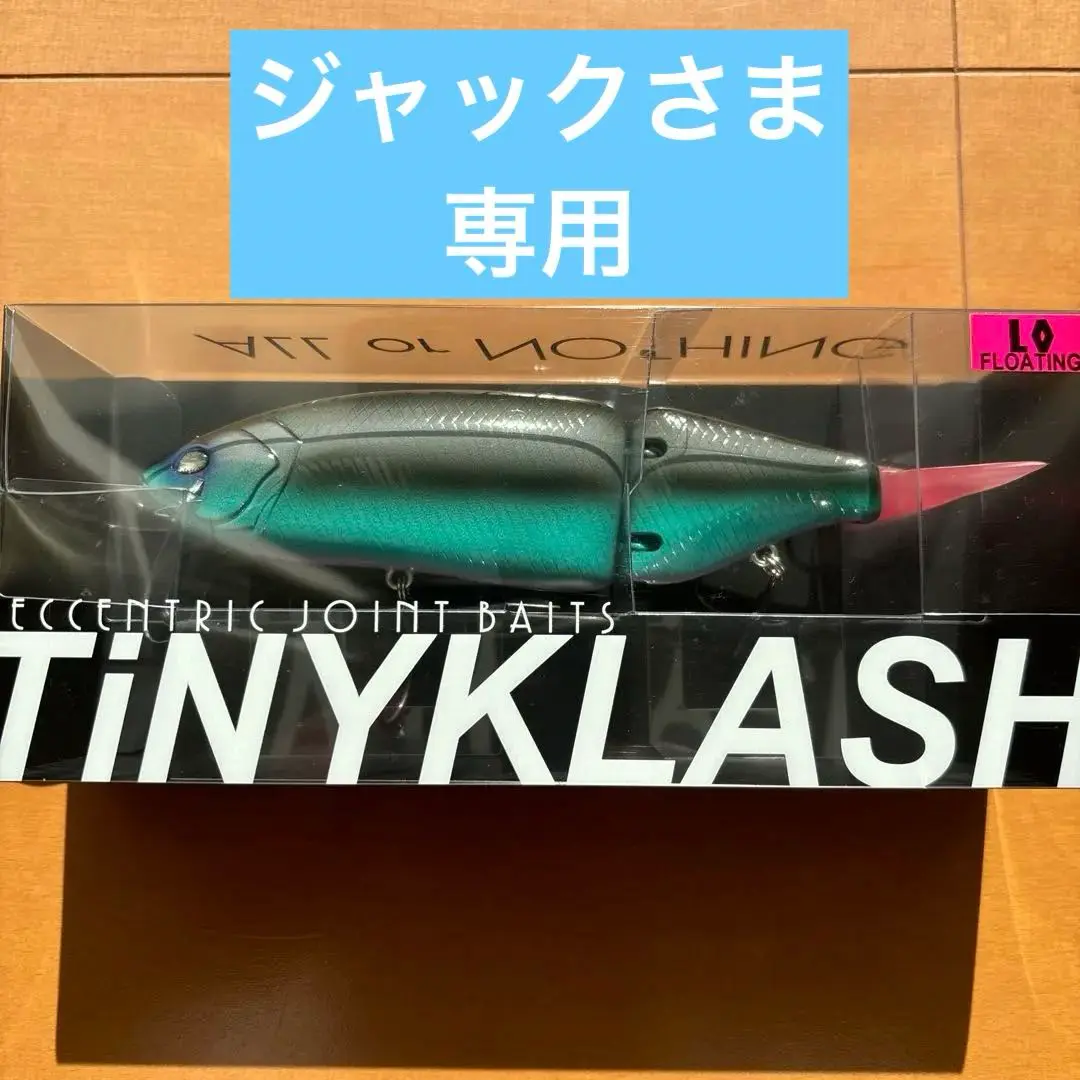 ジャックさま
専用
ALL or NOTHING
LO
FLOATING
ECCENTRIC JOINT BAITS
TiNYKLASH